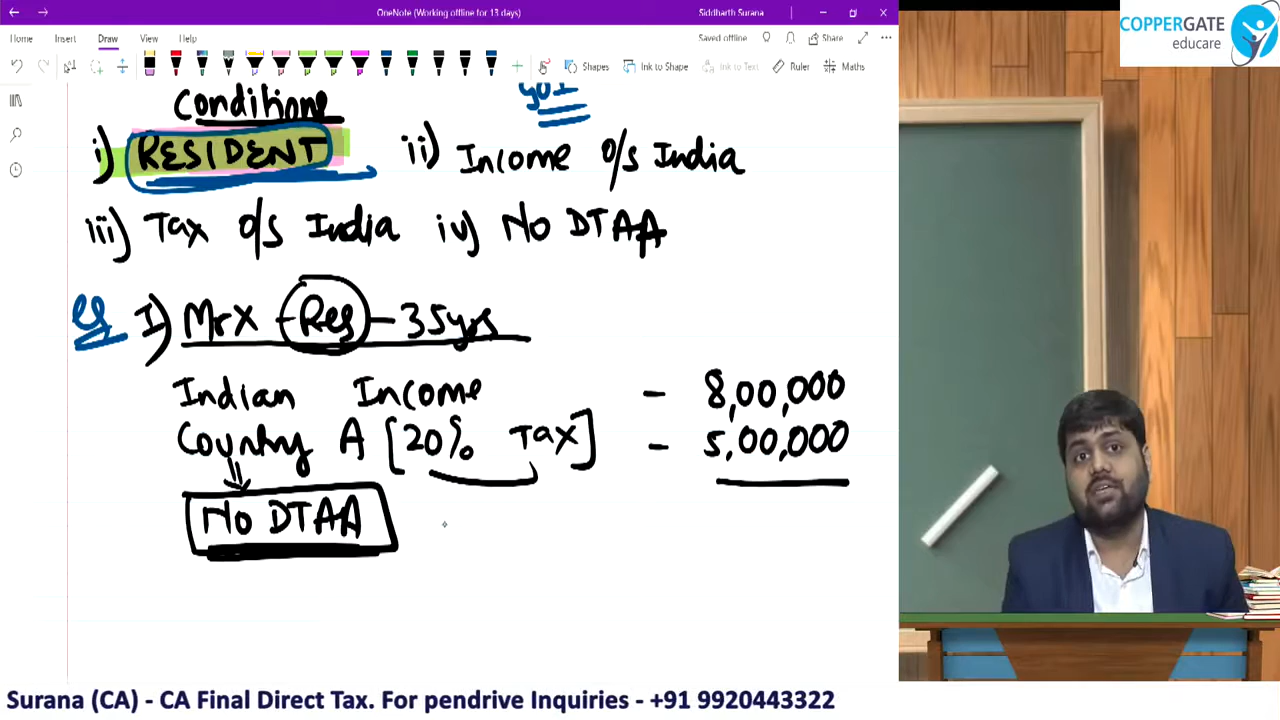 OneNote (Working offline for 13 days)
Siddharth Surana
COPPERGATE
educare
Home Insert Draw View Help
Saved offline Share
Shapes Ink to Shape Ink to Text Ruler Maths
Conditions
i) RESIDENT ii) Income o/s India
iii) Tax o/s India iv) No DTAA
eg I) Mr X - Res - 35yrs
Indian Income - 8,00,000
Country A [20% Tax] - 5,00,000
No DTAA
Surana (CA) - CA Final Direct Tax. For pendrive Inquiries - +91 9920443322